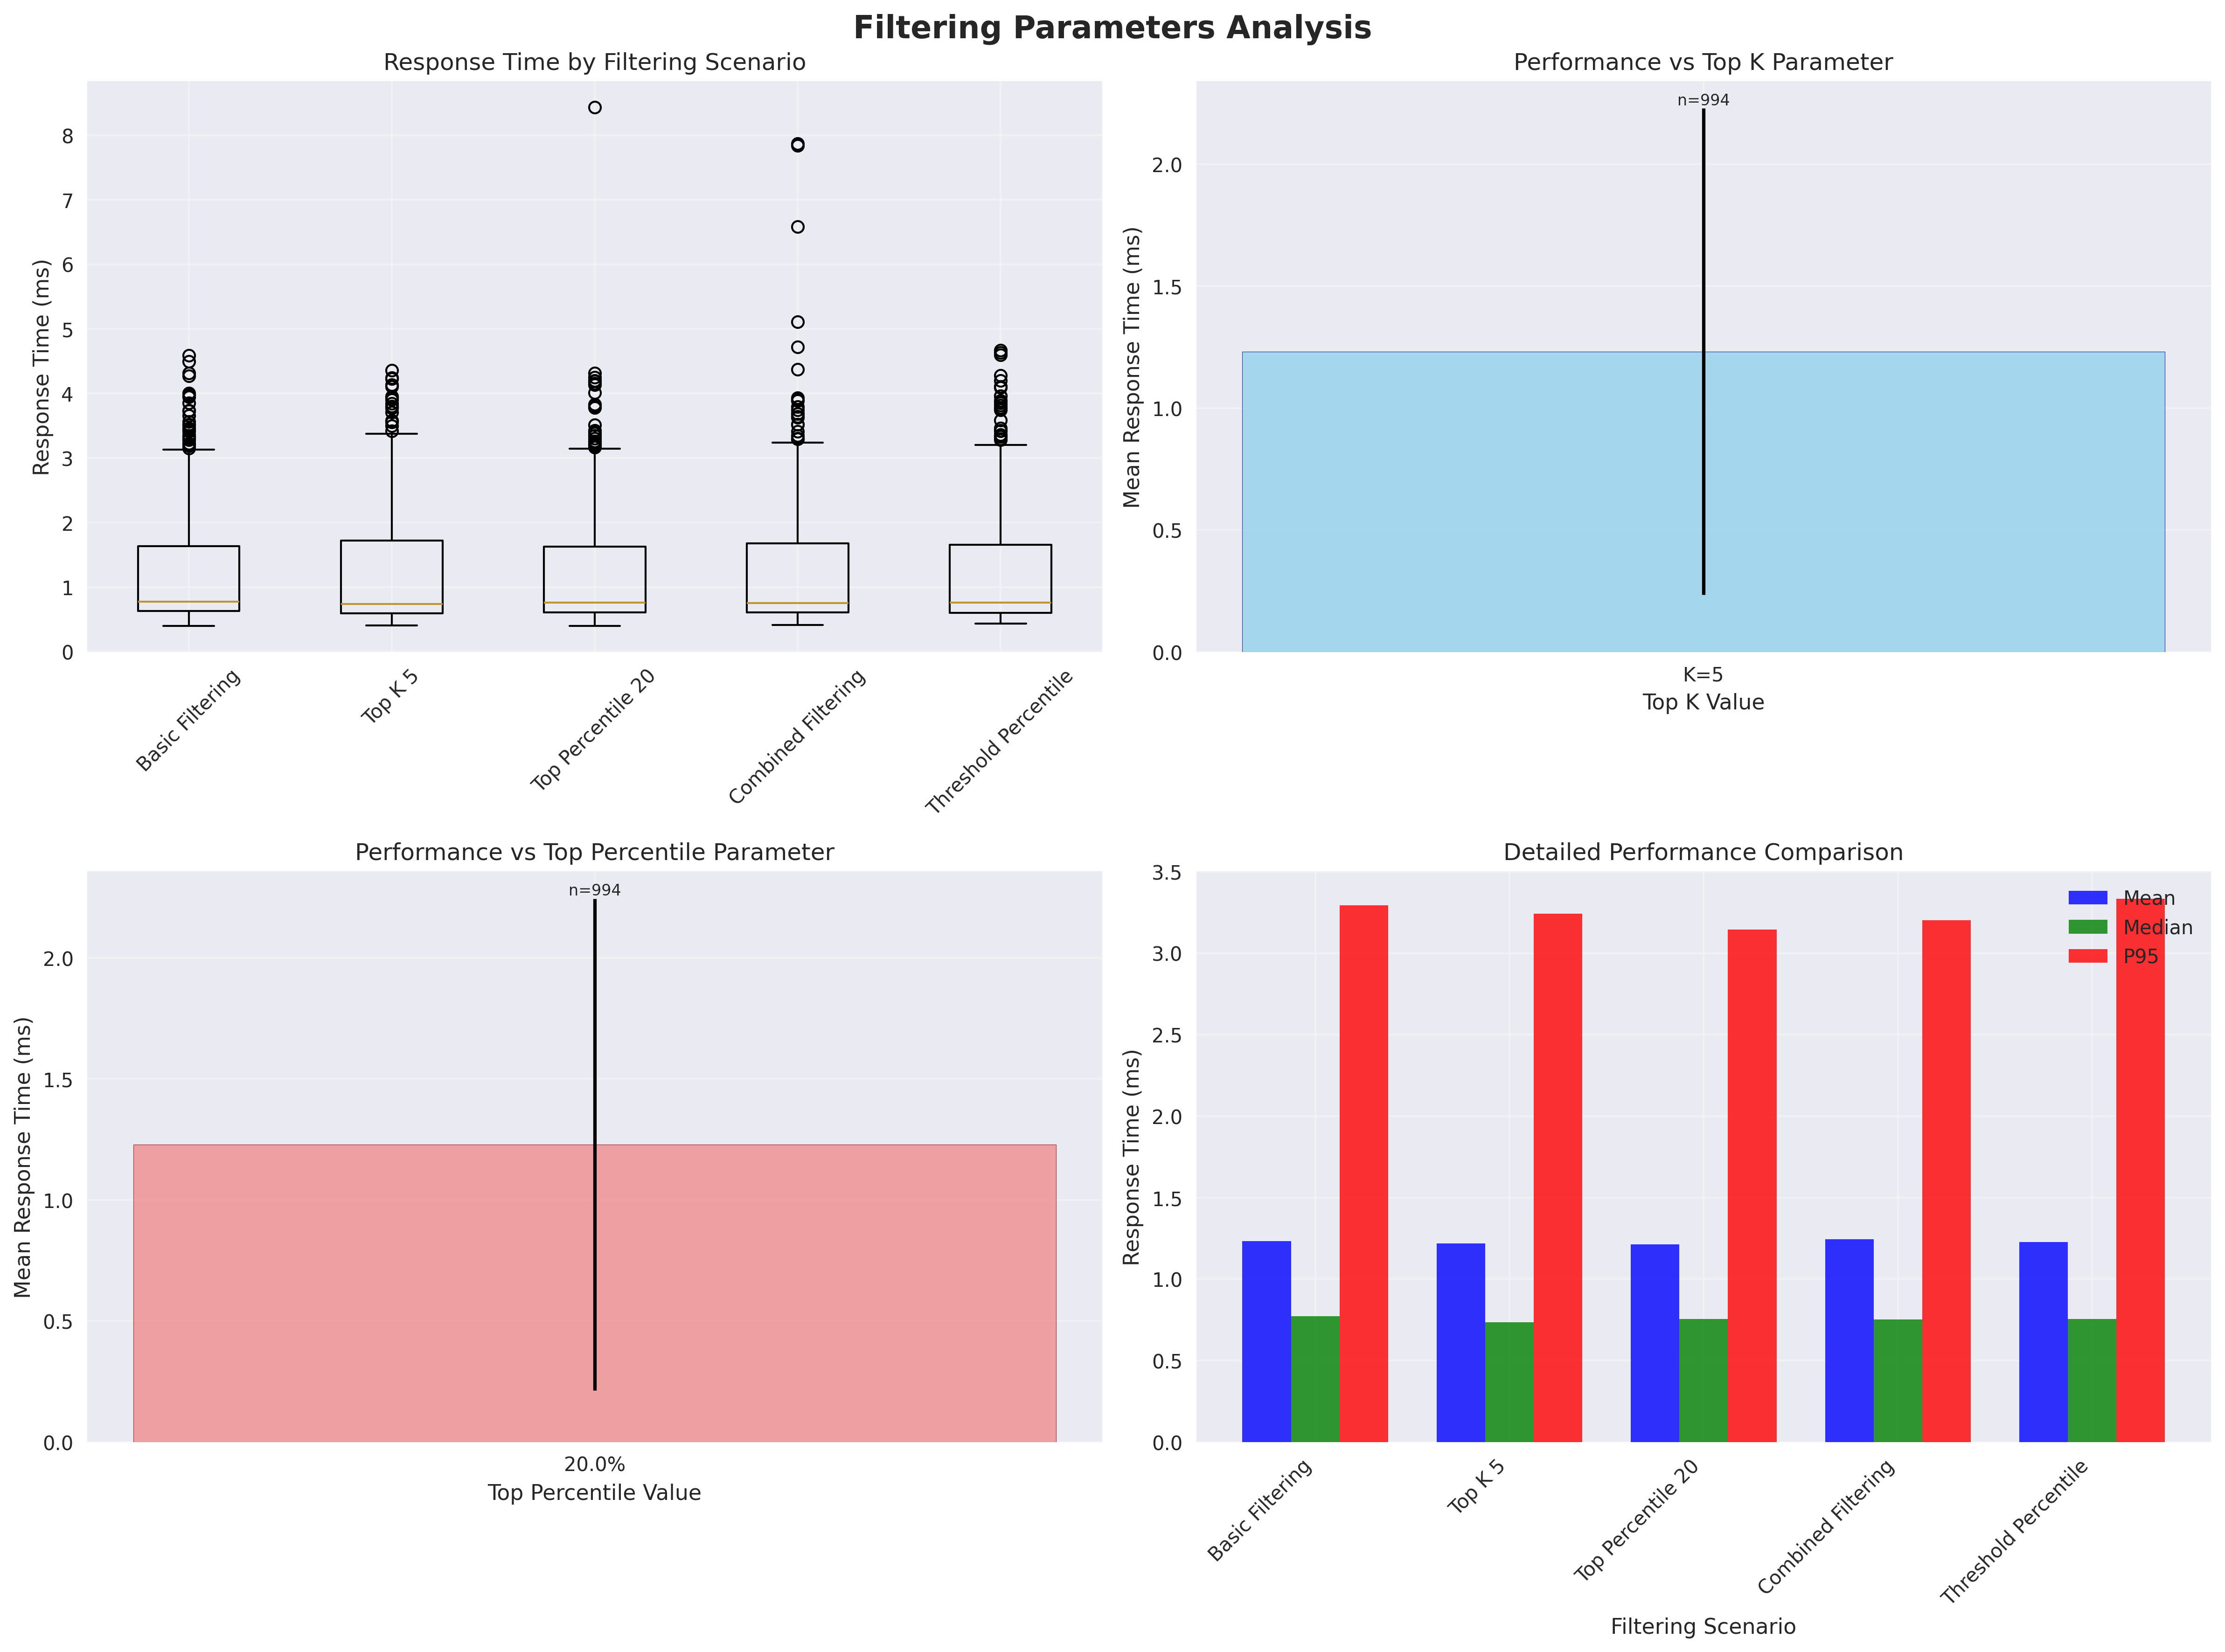 Filtering Parameters Analysis
Response Time by Filtering Scenario
Response Time (ms)
8
7
6
5
4
3
2
1
0
Basic Filtering
Top K 5
Top Percentile 20
Combined Filtering
Threshold Percentile
Performance vs Top K Parameter
n=994
Mean Response Time (ms)
2.0
1.5
1.0
0.5
0.0
K=5
Top K Value
Performance vs Top Percentile Parameter
n=994
Mean Response Time (ms)
2.0
1.5
1.0
0.5
0.0
20.0%
Top Percentile Value
Detailed Performance Comparison
Mean
Median
P95
Response Time (ms)
3.5
3.0
2.5
2.0
1.5
1.0
0.5
0.0
Basic Filtering
Top K 5
Top Percentile 20
Combined Filtering
Threshold Percentile
Filtering Scenario